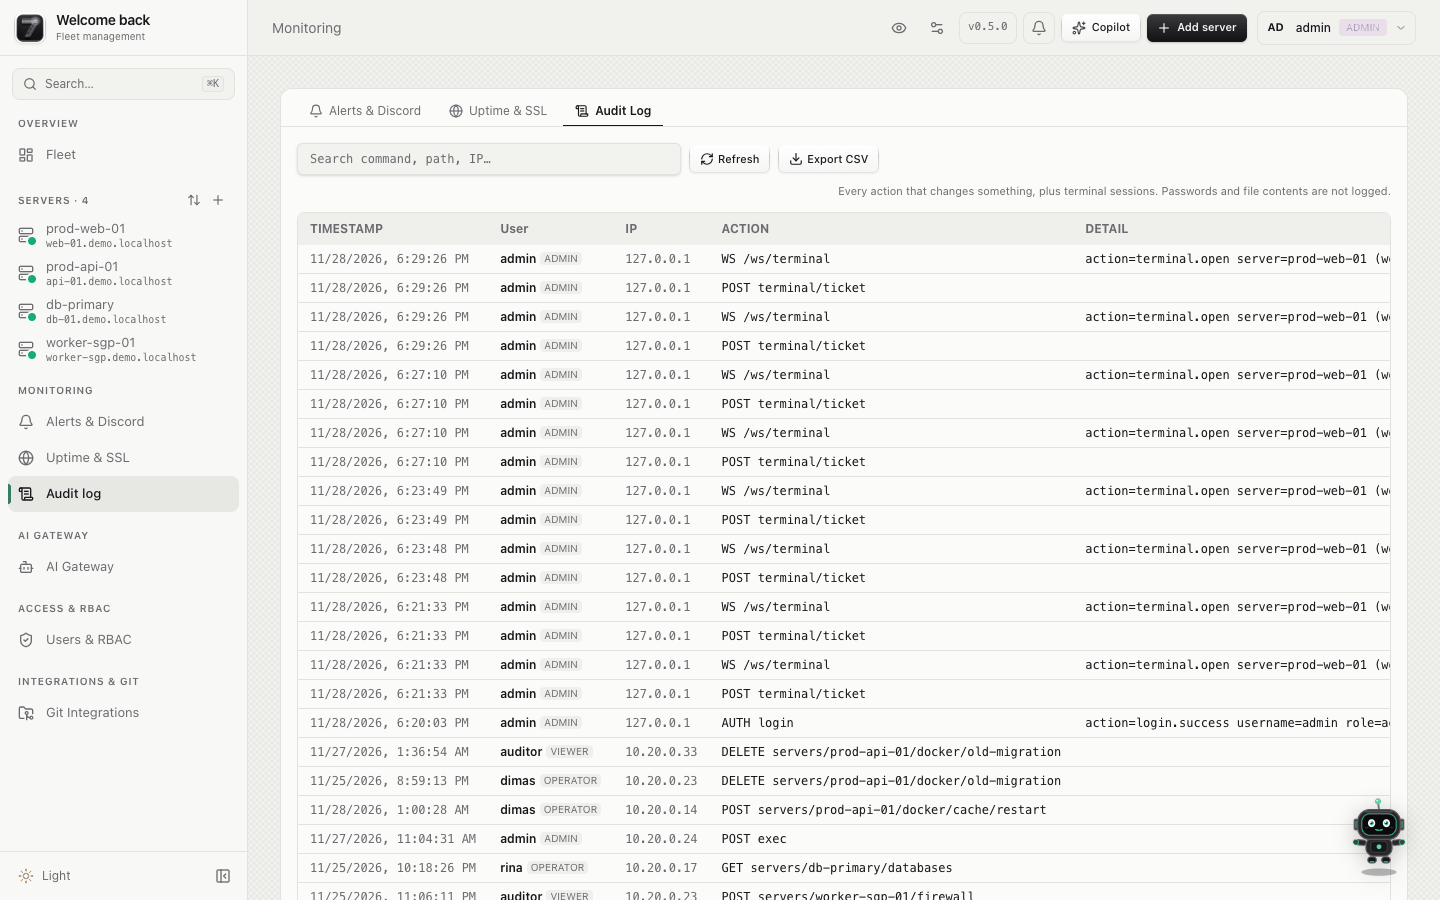 Welcome back
Fleet management
Search...
⌘K
OVERVIEW
Fleet
SERVERS · 4
prod-web-01
web-01.demo.localhost
prod-api-01
api-01.demo.localhost
db-primary
db-01.demo.localhost
worker-sgp-01
worker-sgp.demo.localhost
MONITORING
Alerts & Discord
Uptime & SSL
Audit log
AI GATEWAY
AI Gateway
ACCESS & RBAC
Users & RBAC
INTEGRATIONS & GIT
Git Integrations
Light
Monitoring
v0.5.0
Copilot
Add server
AD admin ADMIN
Alerts & Discord Uptime & SSL Audit Log
Search command, path, IP…
Refresh
Export CSV
Every action that changes something, plus terminal sessions. Passwords and file contents are not logged.
TIMESTAMP User IP ACTION DETAIL
11/28/2026, 6:29:26 PM admin ADMIN 127.0.0.1 WS /ws/terminal action=terminal.open server=prod-web-01
11/28/2026, 6:29:26 PM admin ADMIN 127.0.0.1 POST terminal/ticket
11/28/2026, 6:29:26 PM admin ADMIN 127.0.0.1 WS /ws/terminal action=terminal.open server=prod-web-01
11/28/2026, 6:29:26 PM admin ADMIN 127.0.0.1 POST terminal/ticket
11/28/2026, 6:27:10 PM admin ADMIN 127.0.0.1 WS /ws/terminal action=terminal.open server=prod-web-01
11/28/2026, 6:27:10 PM admin ADMIN 127.0.0.1 POST terminal/ticket
11/28/2026, 6:27:10 PM admin ADMIN 127.0.0.1 WS /ws/terminal action=terminal.open server=prod-web-01
11/28/2026, 6:27:10 PM admin ADMIN 127.0.0.1 POST terminal/ticket
11/28/2026, 6:23:49 PM admin ADMIN 127.0.0.1 WS /ws/terminal action=terminal.open server=prod-web-01
11/28/2026, 6:23:49 PM admin ADMIN 127.0.0.1 POST terminal/ticket
11/28/2026, 6:23:48 PM admin ADMIN 127.0.0.1 WS /ws/terminal action=terminal.open server=prod-web-01
11/28/2026, 6:23:48 PM admin ADMIN 127.0.0.1 POST terminal/ticket
11/28/2026, 6:21:33 PM admin ADMIN 127.0.0.1 WS /ws/terminal action=terminal.open server=prod-web-01
11/28/2026, 6:21:33 PM admin ADMIN 127.0.0.1 POST terminal/ticket
11/28/2026, 6:21:33 PM admin ADMIN 127.0.0.1 WS /ws/terminal action=terminal.open server=prod-web-01
11/28/2026, 6:21:33 PM admin ADMIN 127.0.0.1 POST terminal/ticket
11/28/2026, 6:20:03 PM admin ADMIN 127.0.0.1 AUTH login action=login.success username=admin
11/27/2026, 1:36:54 AM auditor VIEWER 10.20.0.33 DELETE servers/prod-api-01/docker/old-migration
11/25/2026, 8:59:13 PM dimas OPERATOR 10.20.0.23 DELETE servers/prod-api-01/docker/old-migration
11/28/2026, 1:00:28 AM dimas OPERATOR 10.20.0.14 POST servers/prod-api-01/docker/cache/restart
11/27/2026, 11:04:31 AM admin ADMIN 10.20.0.24 POST exec
11/25/2026, 10:18:26 PM rina OPERATOR 10.20.0.17 GET servers/db-primary/databases
11/25/2026, 11:06:11 PM auditor VIEWER 10.20.0.23 POST servers/worker-sgp-01/firewall